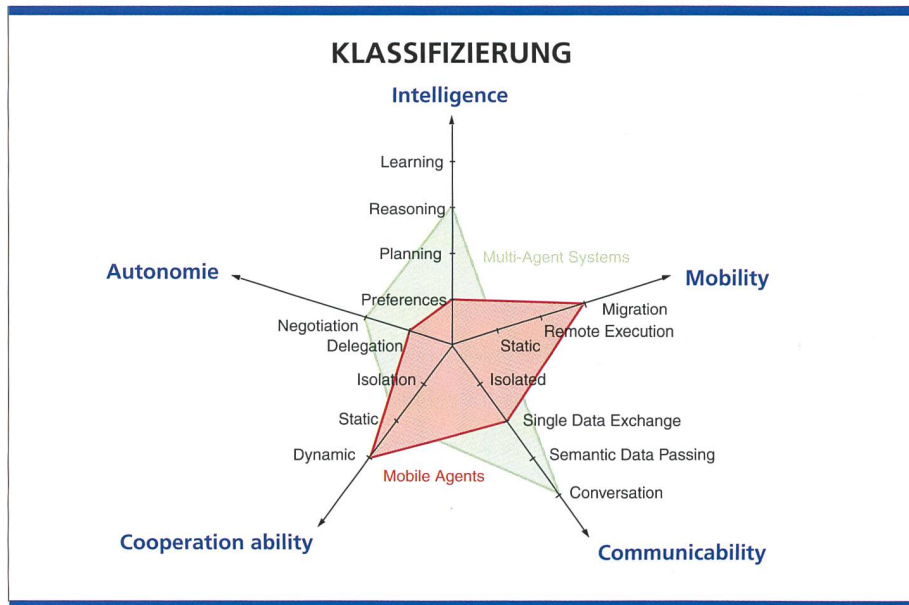 KLASSIFIZIERUNG
Intelligence
Learning
Reasoning
Planning
Multi-Agent Systems
Autonomie
Mobility
Preferences
Migration
Negotiation
Remote Execution
Delegation
Static
Isolation
Isolated
Static
Single Data Exchange
Dynamic
Semantic Data Passing
Mobile Agents
Conversation
Cooperation ability
Communicability